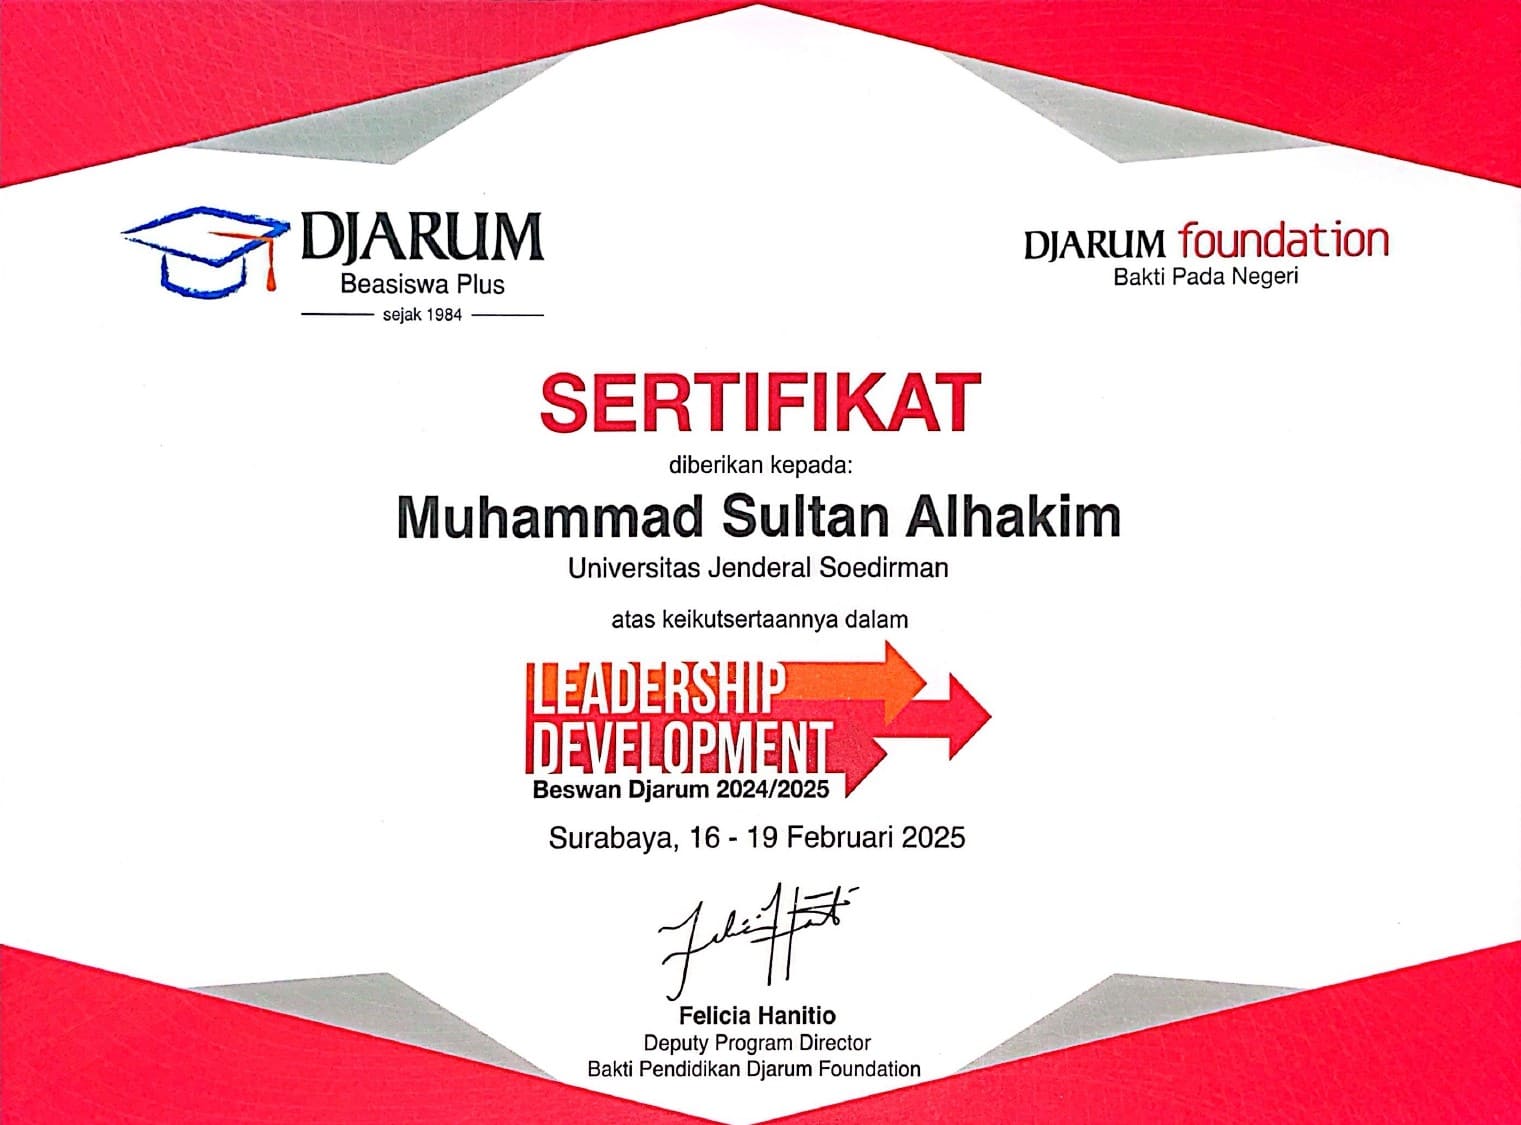 DJARUM
Beasiswa Plus
sejak 1984
DJARUM foundation
Bakti Pada Negeri
SERTIFIKAT
diberikan kepada:
Muhammad Sultan Alhakim
Universitas Jenderal Soedirman
atas keikutsertaannya dalam
LEADERSHIP
DEVELOPMENT
Beswan Djarum 2024/2025
Surabaya, 16 - 19 Februari 2025
Felicia Hanitio
Deputy Program Director
Bakti Pendidikan Djarum Foundation